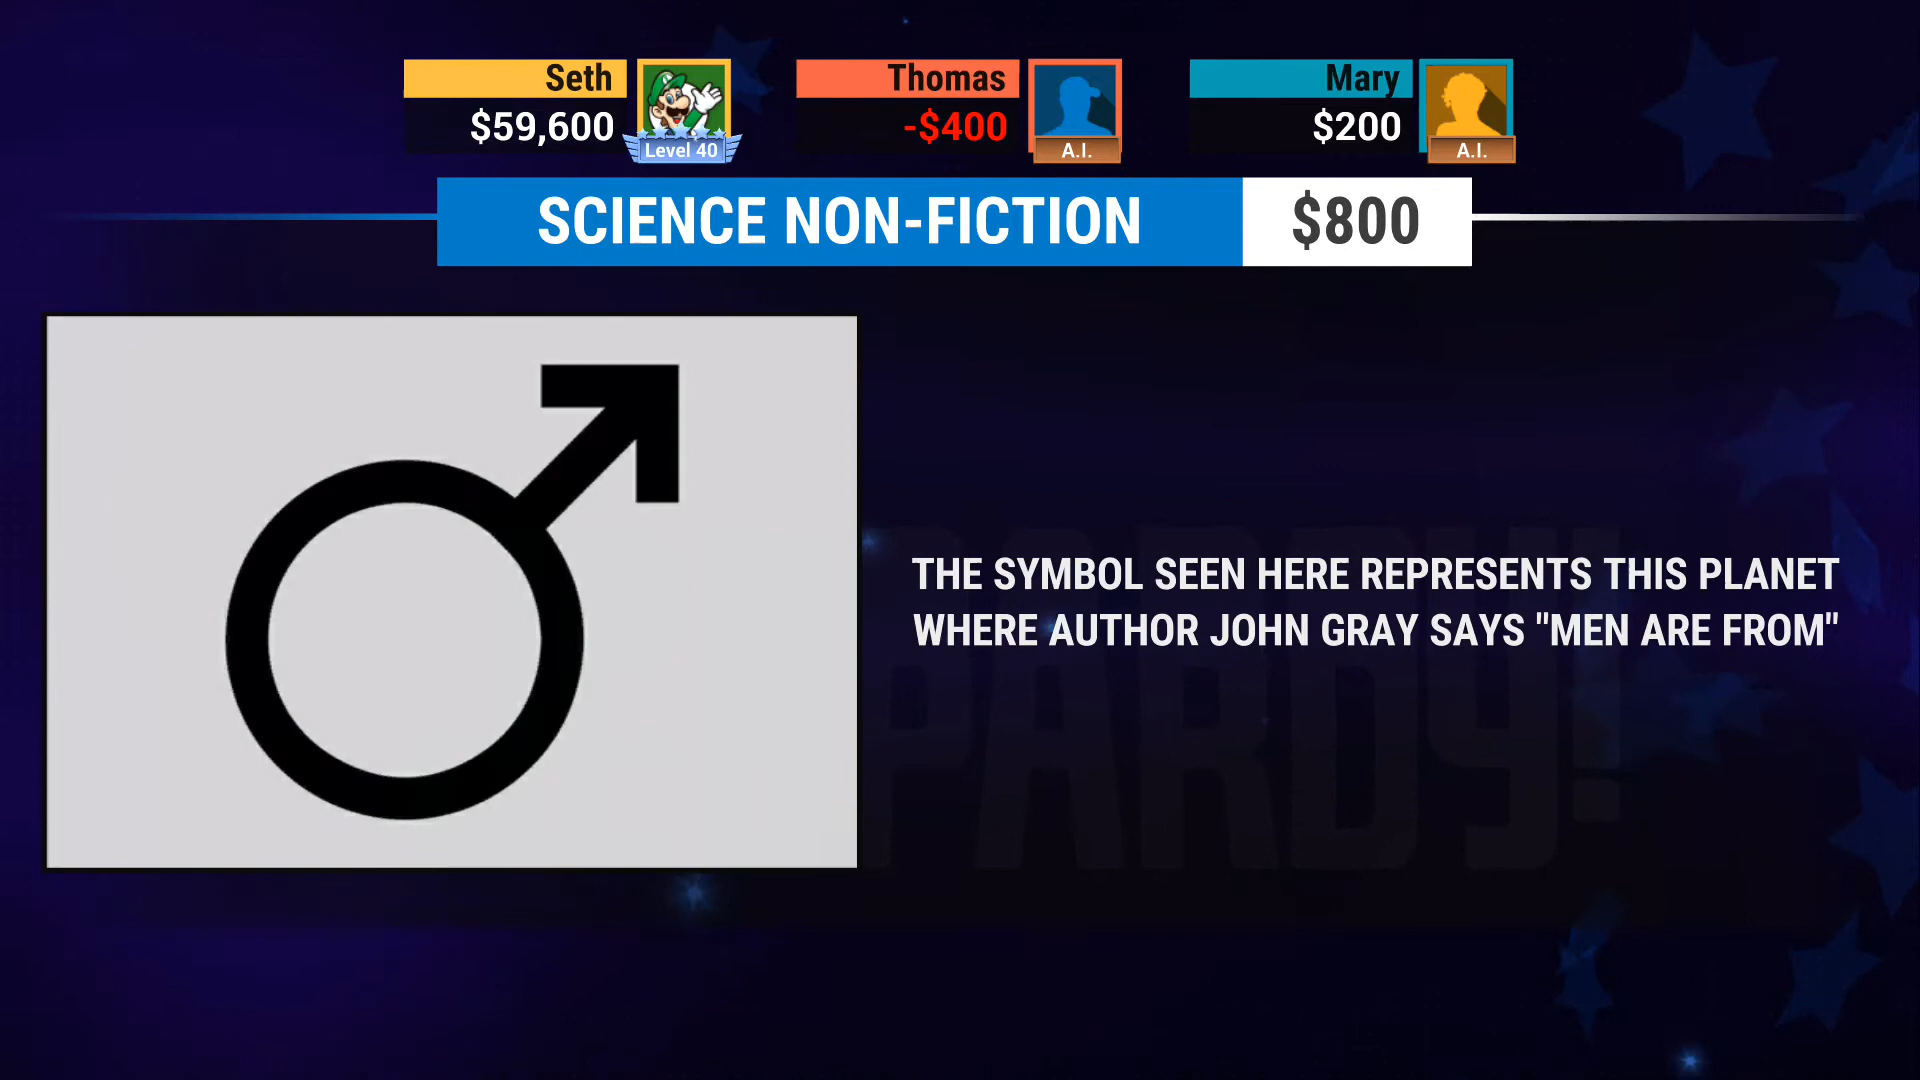 Seth
$59,600
Level 40
Thomas
-$400
A.I.
Mary
$200
A.I.
SCIENCE NON-FICTION
$800
THE SYMBOL SEEN HERE REPRESENTS THIS PLANET
WHERE AUTHOR JOHN GRAY SAYS "MEN ARE FROM"
PARDY!